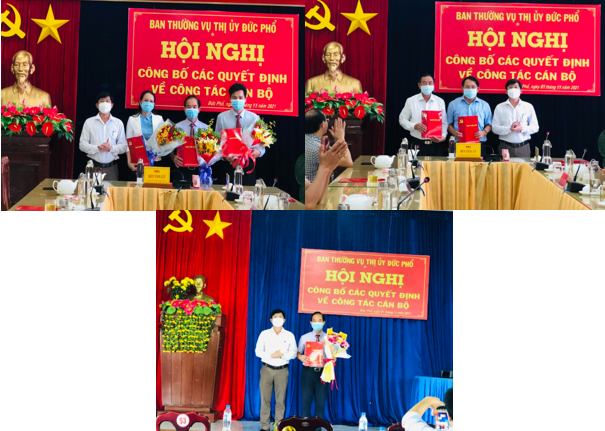 BAN THƯỜNG VỤ THỊ ỦY ĐỨC PHỔ
HỘI NGHỊ
CÔNG BỐ CÁC QUYẾT ĐỊNH
VỀ CÔNG TÁC CÁN BỘ
BAN THƯỜNG VỤ THỊ ỦY ĐỨC PHỔ
HỘI NGHỊ
CÔNG BỐ CÁC QUYẾT ĐỊNH
VỀ CÔNG TÁC CÁN BỘ
BAN THƯỜNG VỤ THỊ ỦY ĐỨC PHỔ
HỘI NGHỊ
CÔNG BỐ CÁC QUYẾT ĐỊNH
VỀ CÔNG TÁC CÁN BỘ